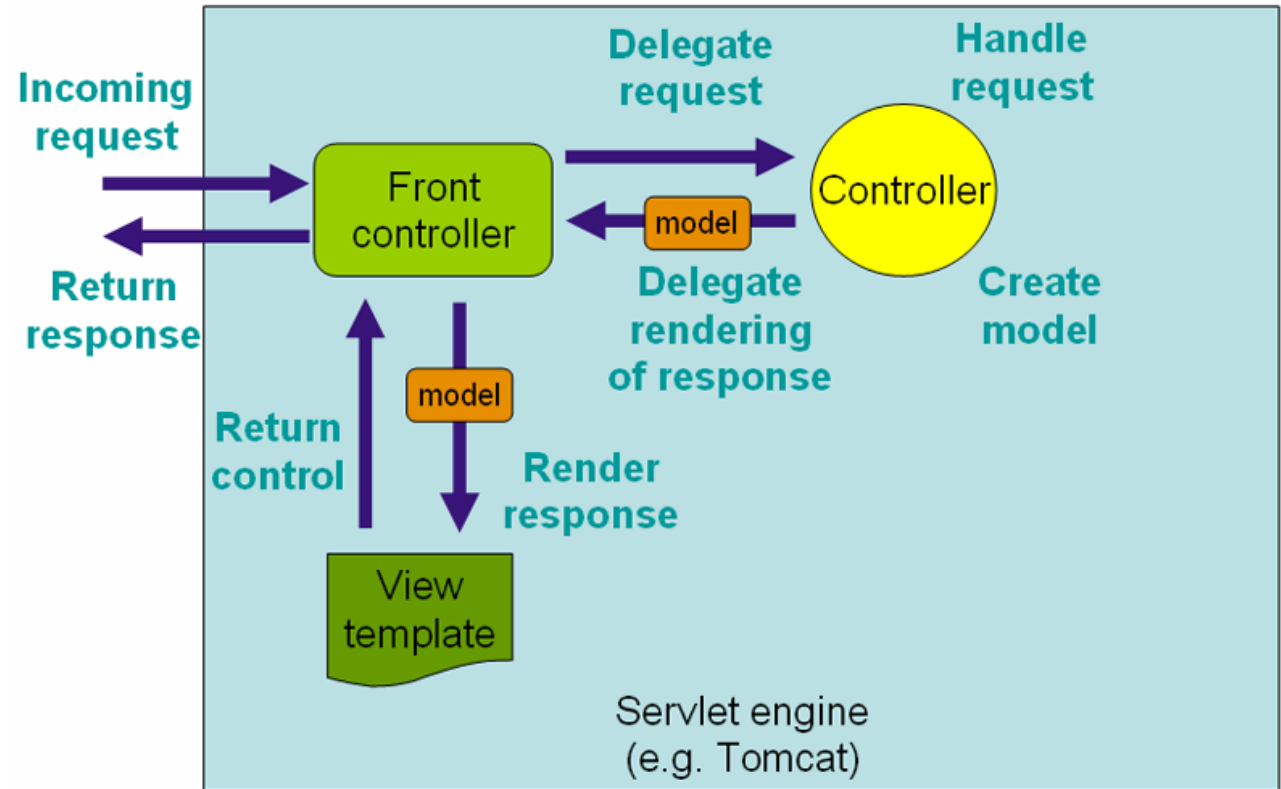 Incoming
request
Return
response
Front
controller
Delegate
request
Handle
request
Controller
model
Delegate
rendering
of response
Create
model
model
Return
control
Render
response
View
template
Servlet engine
(e.g. Tomcat)